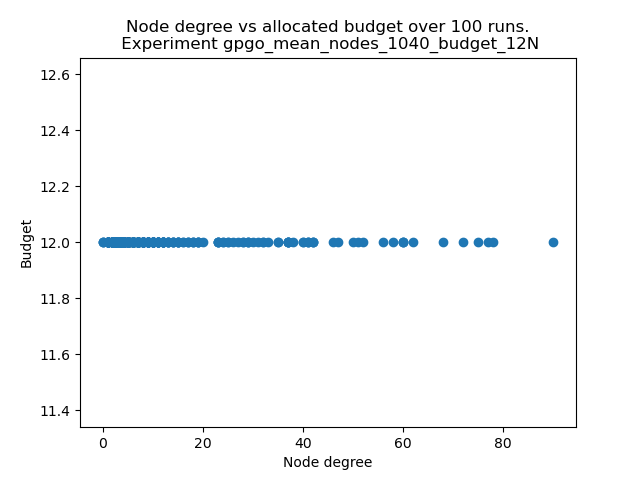 Node degree vs allocated budget over 100 runs.
Experiment gpgo_mean_nodes_1040_budget_12N
12.6
12.4
12.2
12.0
11.8
11.6
11.4
Budget
0 20 40 60 80
Node degree